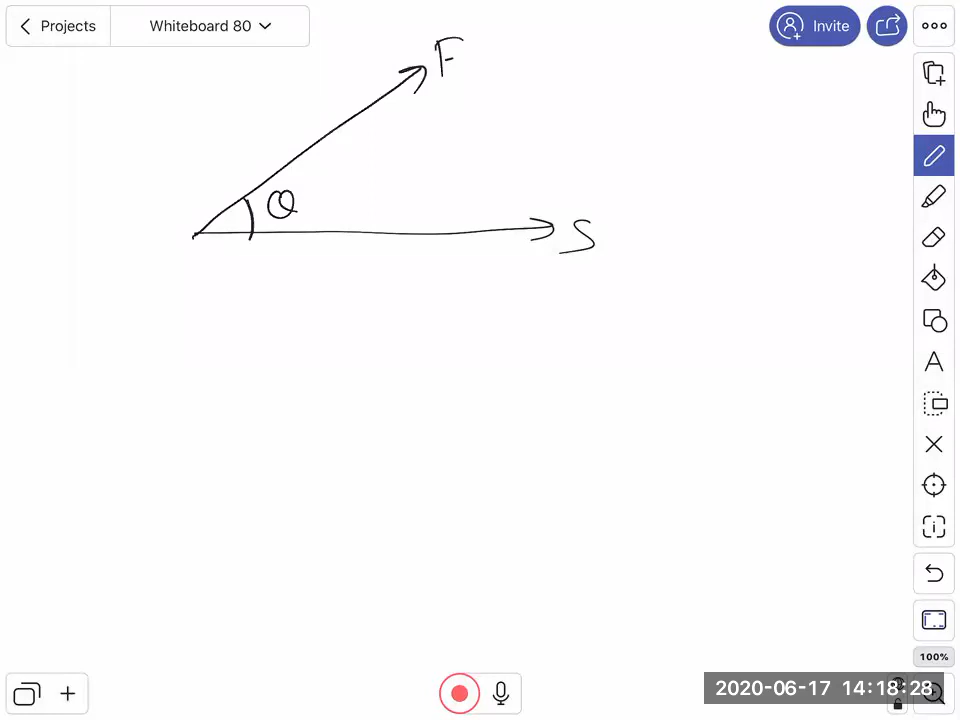 Projects
Whiteboard 80
Invite
F
θ
S
A
100%
2020-06-17 14:18:28